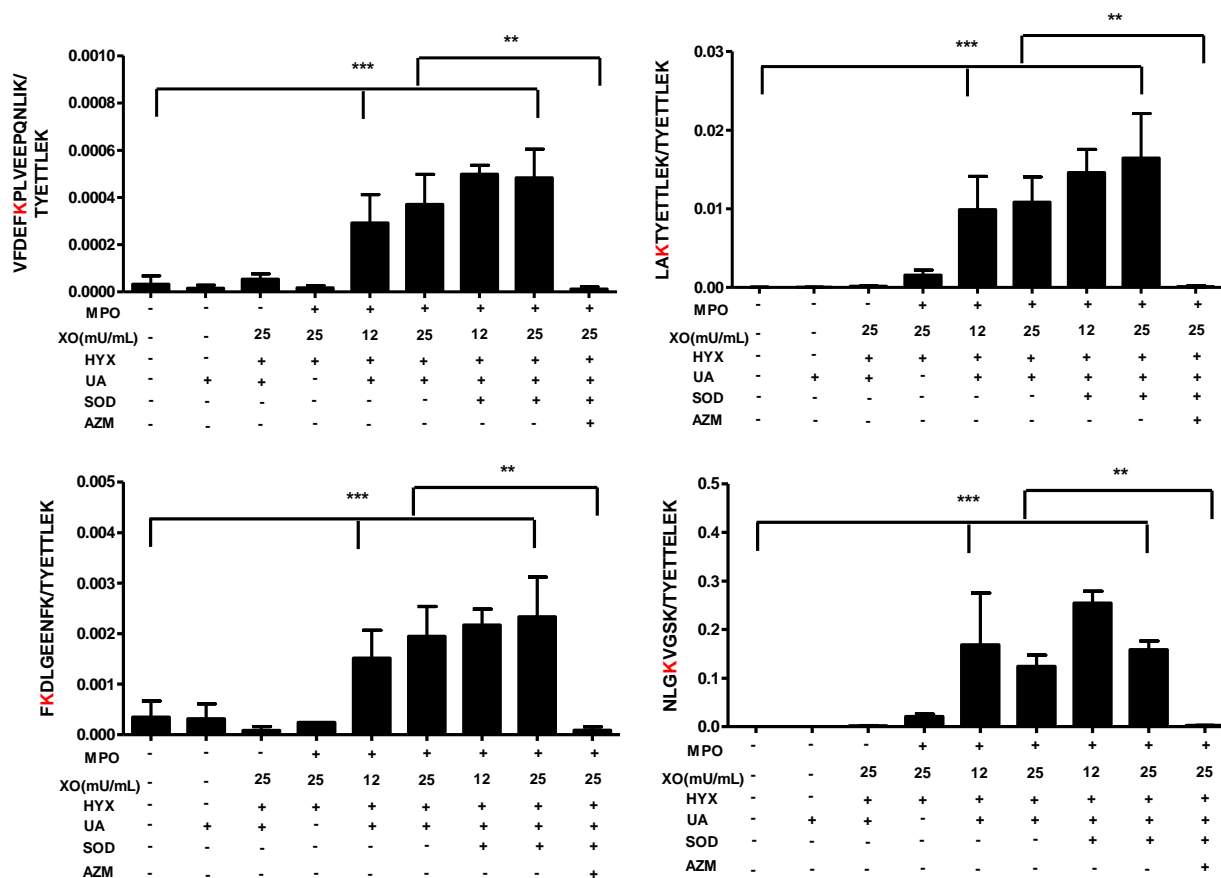 VFDEFKPLVEEPQNLIK/
TYETTLEK
0.0010
0.0008
0.0006
0.0004
0.0002
0.0000
***
**
MPO - - - + + + + + +
XO(mU/mL) - - 25 25 12 25 12 25 25
HYX - - + + + + + + +
UA - + + - + + + + +
SOD - - - - - - + + +
AZM - - - - - - - - +
LAKTYETTLEK/TYETTLEK
0.03
0.02
0.01
0.00
***
**
MPO - - - + + + + + +
XO(mU/mL) - - 25 25 12 25 12 25 25
HYX - - + + + + + + +
UA - + + - + + + + +
SOD - - - - - - + + +
AZM - - - - - - - - +
FKDLGEENFK/TYETTLEK
0.005
0.004
0.003
0.002
0.001
0.000
***
**
MPO - - - + + + + + +
XO(mU/mL) - - 25 25 12 25 12 25 25
HYX - - + + + + + + +
UA - + + - + + + + +
SOD - - - - - - + + +
AZM - - - - - - - - +
NLGKVGSK/TYETTELEK
0.5
0.4
0.3
0.2
0.1
0.0
***
**
MPO - - - + + + + + +
XO(mU/mL) - - 25 25 12 25 12 25 25
HYX - - + + + + + + +
UA - + + - + + + + +
SOD - - - - - - + + +
AZM - - - - - - - - +